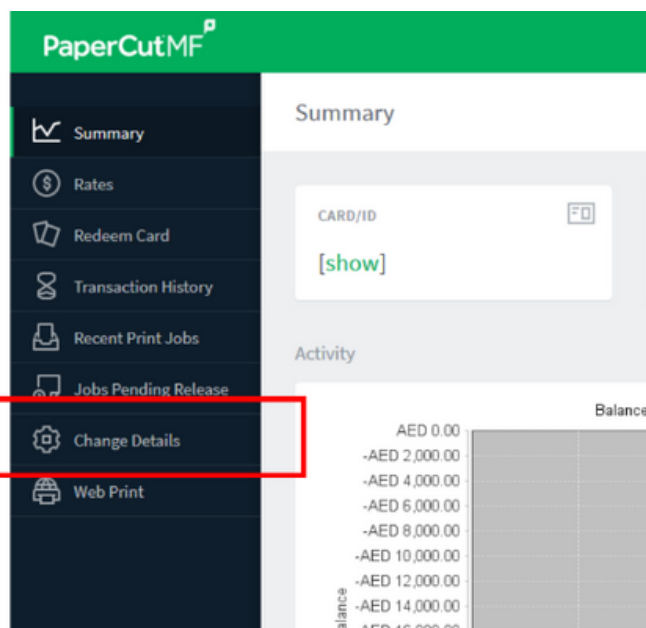 PaperCutMF
Summary
Rates
Redeem Card
Transaction History
Recent Print Jobs
Jobs Pending Release
Change Details
Web Print
Summary
CARD/ID
[show]
Activity
Balance
AED 0.00
-AED 2,000.00
-AED 4,000.00
-AED 6,000.00
-AED 8,000.00
-AED 10,000.00
-AED 12,000.00
-AED 14,000.00